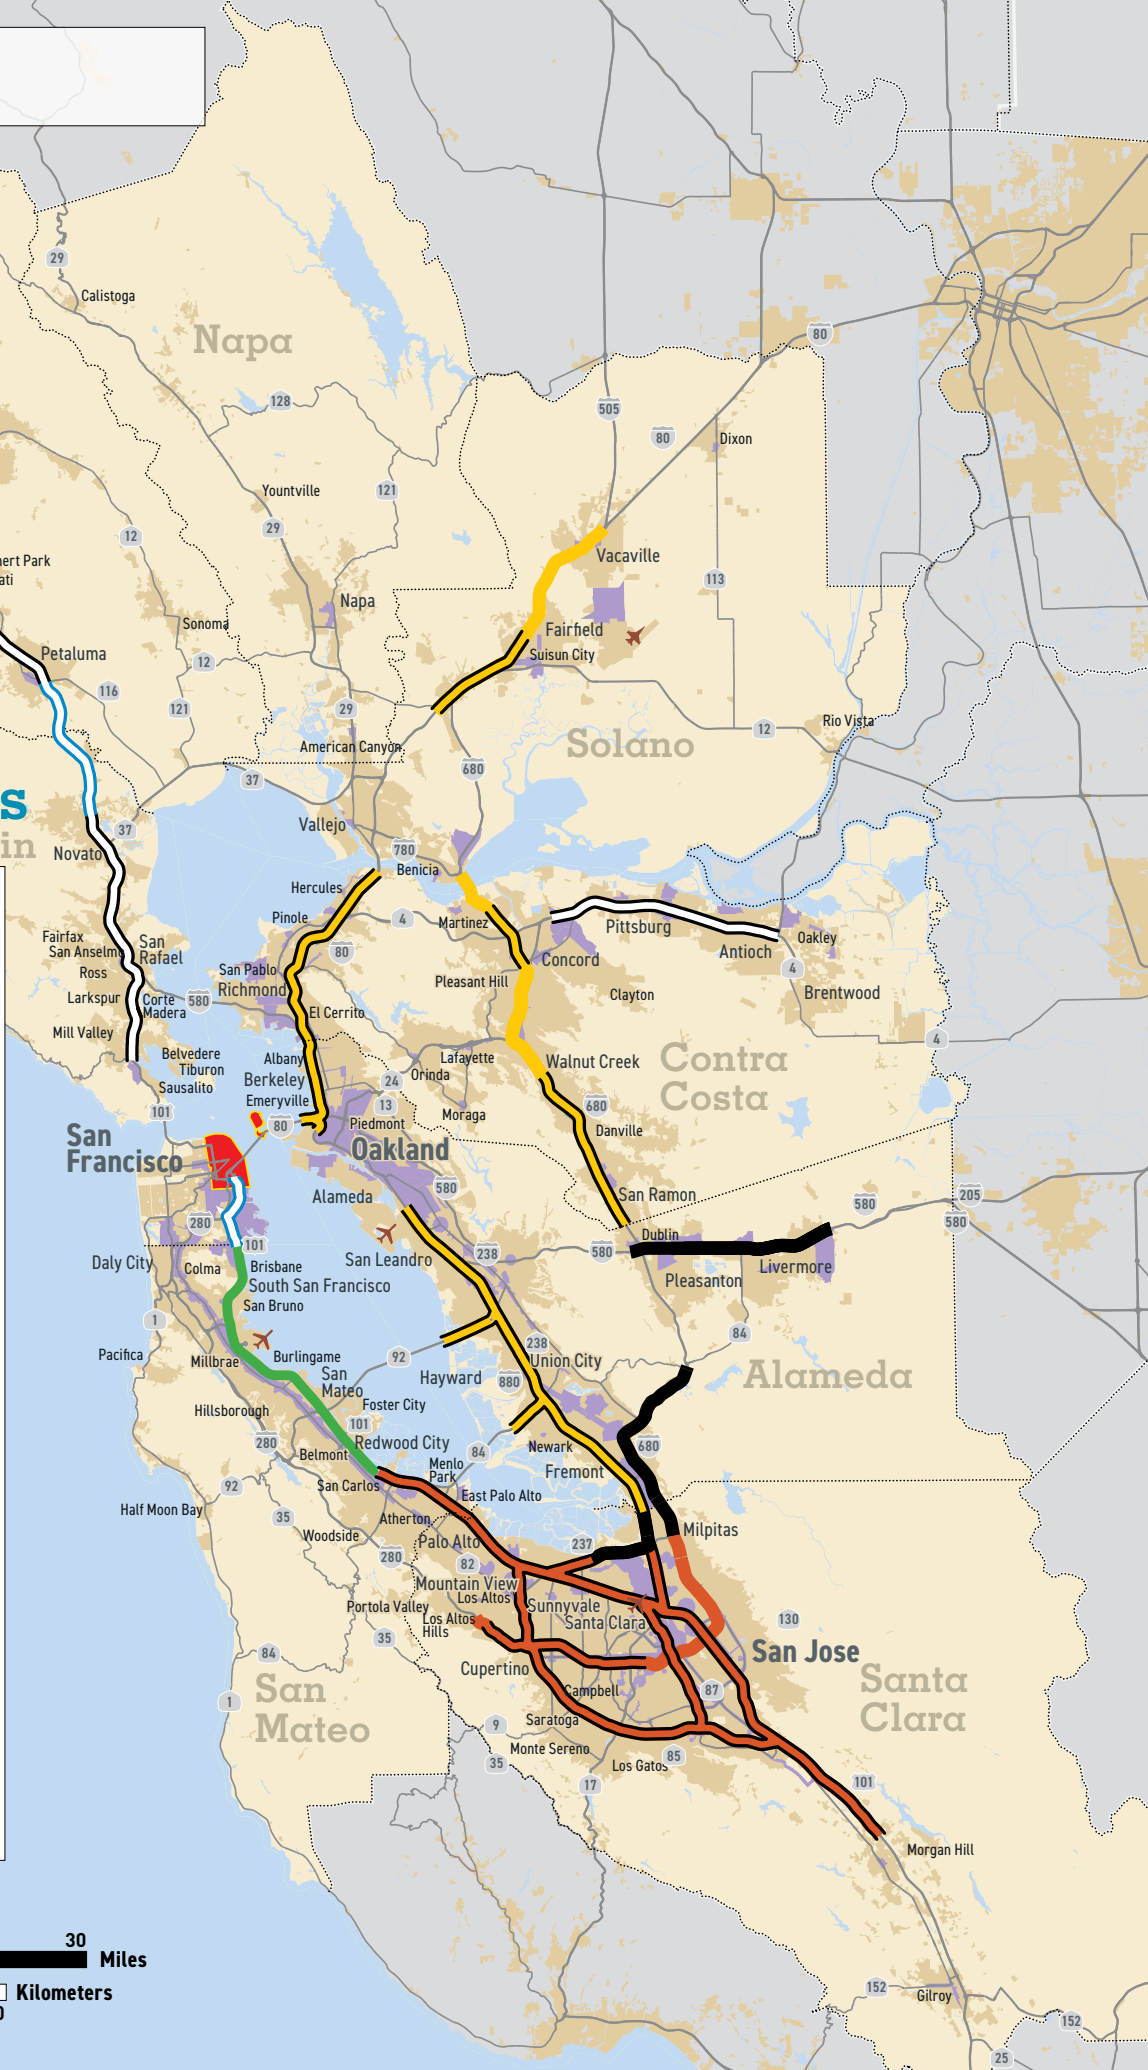 29
Calistoga
Napa
80
128
505
80
Dixon
Yountville
121
29
12
Vacaville
113
Napa
Fairfield
Sonoma
Suisun City
Petaluma
12
116
29
121
Rio Vista
12
Solano
American Canyon
680
37
S
Vallejo
37
in
Novato
780
Benicia
Hercules
Pinole
4
Martinez
Pittsburg
Fairfax
San Anselmo
San
Rafael
80
Antioch
Oakley
Ross
San Pablo
Concord
4
Richmond
Pleasant Hill
Brentwood
Larkspur
Corte
Madera
580
Clayton
El Cerrito
Mill Valley
4
Belvedere
Tiburon
Albany
Lafayette
Walnut Creek
Contra
Costa
Sausalito
Berkeley
24
Orinda
Emeryville
13
680
101
80
Piedmont
Moraga
Danville
San
Francisco
Oakland
580
Alameda
San Ramon
205
580
580
280
101
Dublin
238
580
Daly City
Colma
Brisbane
San Leandro
Livermore
Pleasanton
South San Francisco
San Bruno
1
84
238
Pacifica
Millbrae
Burlingame
92
Union City
San
Mateo
Hayward
880
Alameda
Hillsborough
Foster City
101
280
Redwood City
Newark
680
Belmont
84
Menlo
Park
Fremont
San Carlos
92
East Palo Alto
Half Moon Bay
35
Atherton
Milpitas
Woodside
Palo Alto
237
280
82
Mountain View
Los Altos
Portola Valley
Sunnyvale
Santa Clara
Los Altos
Hills
130
35
84
San Jose
Cupertino
Santa
Clara
San
Mateo
1
Campbell
87
Saratoga
9
Monte Sereno
85
35
Los Gatos
17
101
Morgan Hill
30
Miles
Kilometers
152
Gilroy
152
25